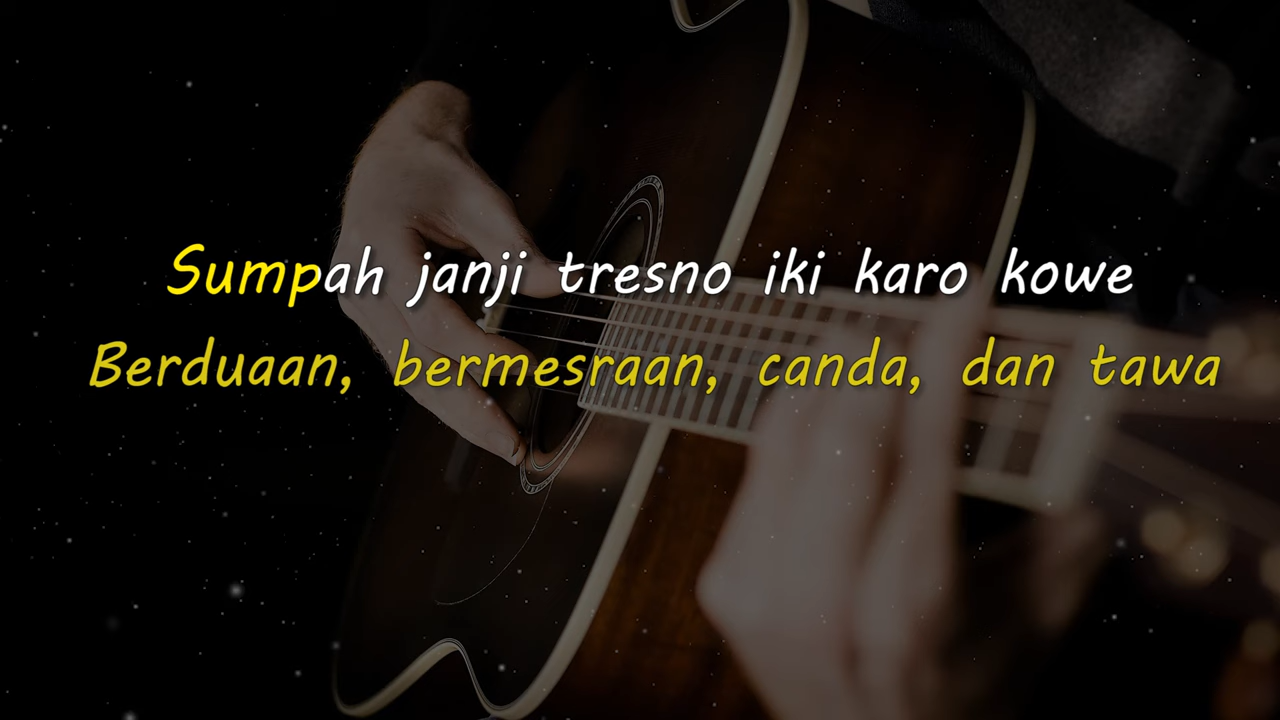 Sumpah janji tresno iki karo kowe
Berduaan, bermesraan, canda, dan tawa